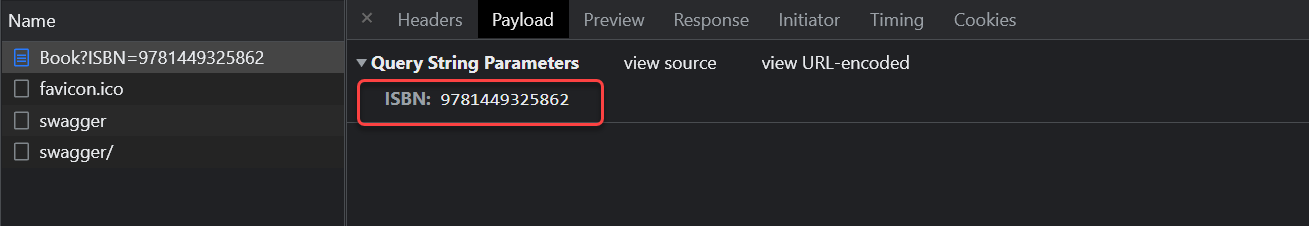 Name
Book?ISBN=9781449325862
favicon.ico
swagger
swagger/
× Headers Payload Preview Response Initiator Timing Cookies
▼ Query String Parameters view source view URL-encoded
ISBN: 9781449325862